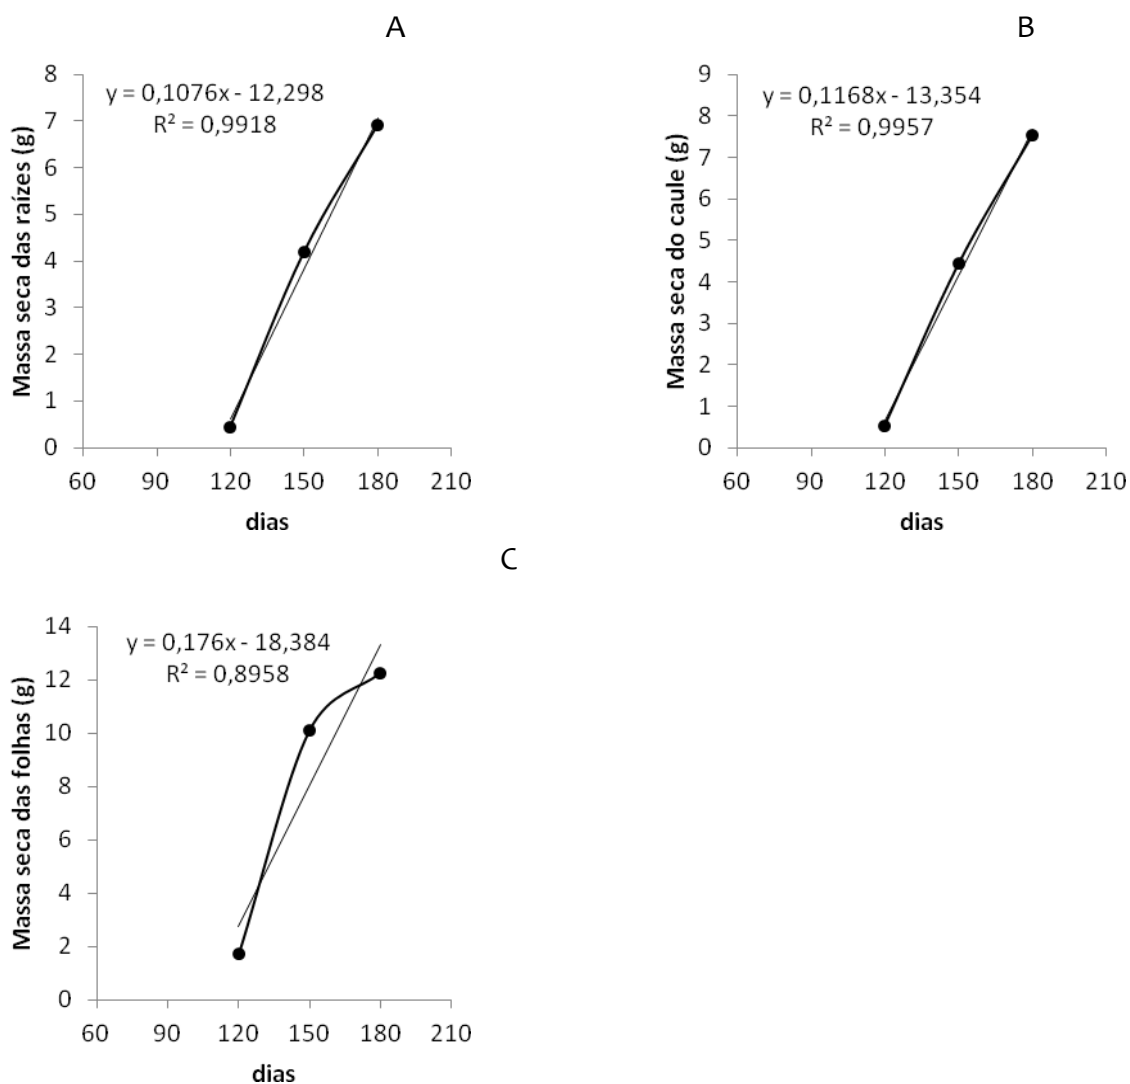 A
y = 0,1076x - 12,298
R² = 0,9918
Massa seca das raízes (g)
8
7
6
5
4
3
2
1
0
60 90 120 150 180 210
dias
B
y = 0,1168x - 13,354
R² = 0,9957
Massa seca do caule (g)
9
8
7
6
5
4
3
2
1
0
60 90 120 150 180 210
dias
C
y = 0,176x - 18,384
R² = 0,8958
Massa seca das folhas (g)
14
12
10
8
6
4
2
0
60 90 120 150 180 210
dias